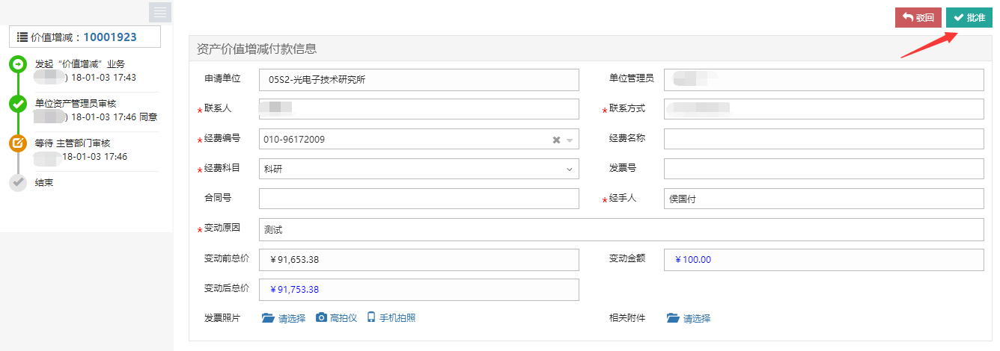 驳回
批准
价值增减：10001923
发起“价值增减”业务
) 18-01-03 17:43
单位资产管理员审核
) 18-01-03 17:46 同意
等待 主管部门审核
18-01-03 17:46
结束
资产价值增减付款信息
申请单位 05S2-光电子技术研究所 单位管理员
*联系人 *联系方式
*经费编号 010-96172009 经费名称
*经费科目 科研 发票号
合同号 *经手人 侯国付
*变动原因 测试
变动前总价 ￥91,653.38 变动金额 ￥100.00
变动后总价 ￥91,753.38
发票照片 请选择 高拍仪 手机拍照 相关附件 请选择